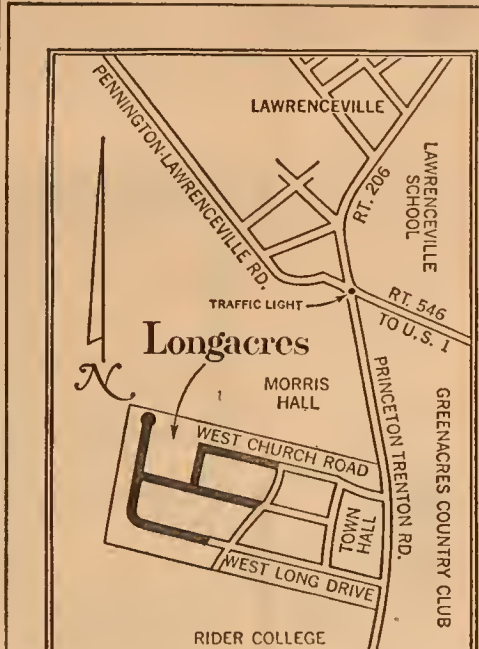 LAWRENCEVILLE
PENNINGTON-LAWRENCEVILLE RD.
RT. 206
LAWRENCEVILLE
SCHOOL
TRAFFIC LIGHT
RT. 546
TO U.S. 1
Longacres
N
MORRIS
HALL
PRINCETON TRENTON RD.
GREENACRES COUNTRY CLUB
WEST CHURCH ROAD
TOWN
HALL
WEST LONG DRIVE
RIDER COLLEGE